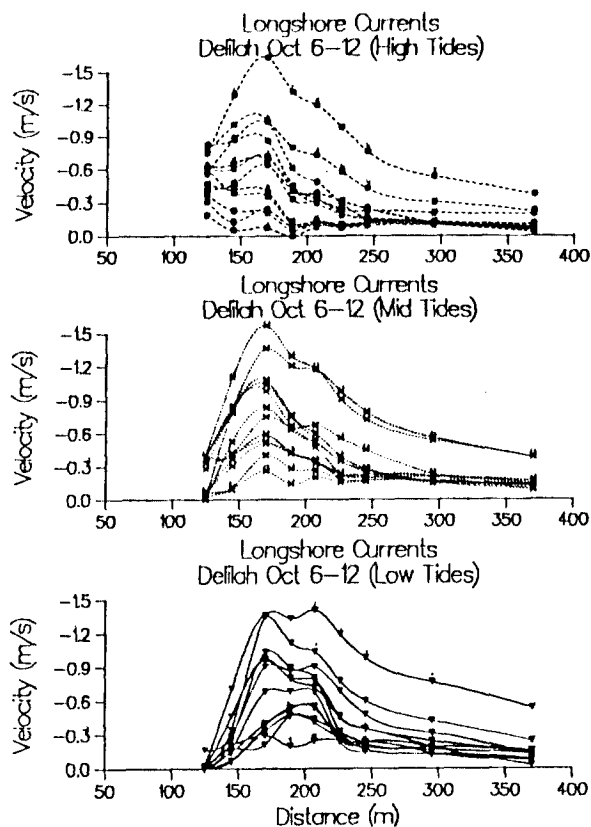 Longshore Currents
Delilah Oct 6-12 (High Tides)
Velocity (m/s)
-1.5
-1.2
-0.9
-0.6
-0.3
0.0
50 100 150 200 250 300 350 400
Longshore Currents
Delilah Oct 6-12 (Mid Tides)
Velocity (m/s)
-1.5
-1.2
-0.9
-0.6
-0.3
0.0
50 100 150 200 250 300 350 400
Longshore Currents
Delilah Oct 6-12 (Low Tides)
Velocity (m/s)
-1.5
-1.2
-0.9
-0.6
-0.3
0.0
50 100 150 200 250 300 350 400
Distance (m)